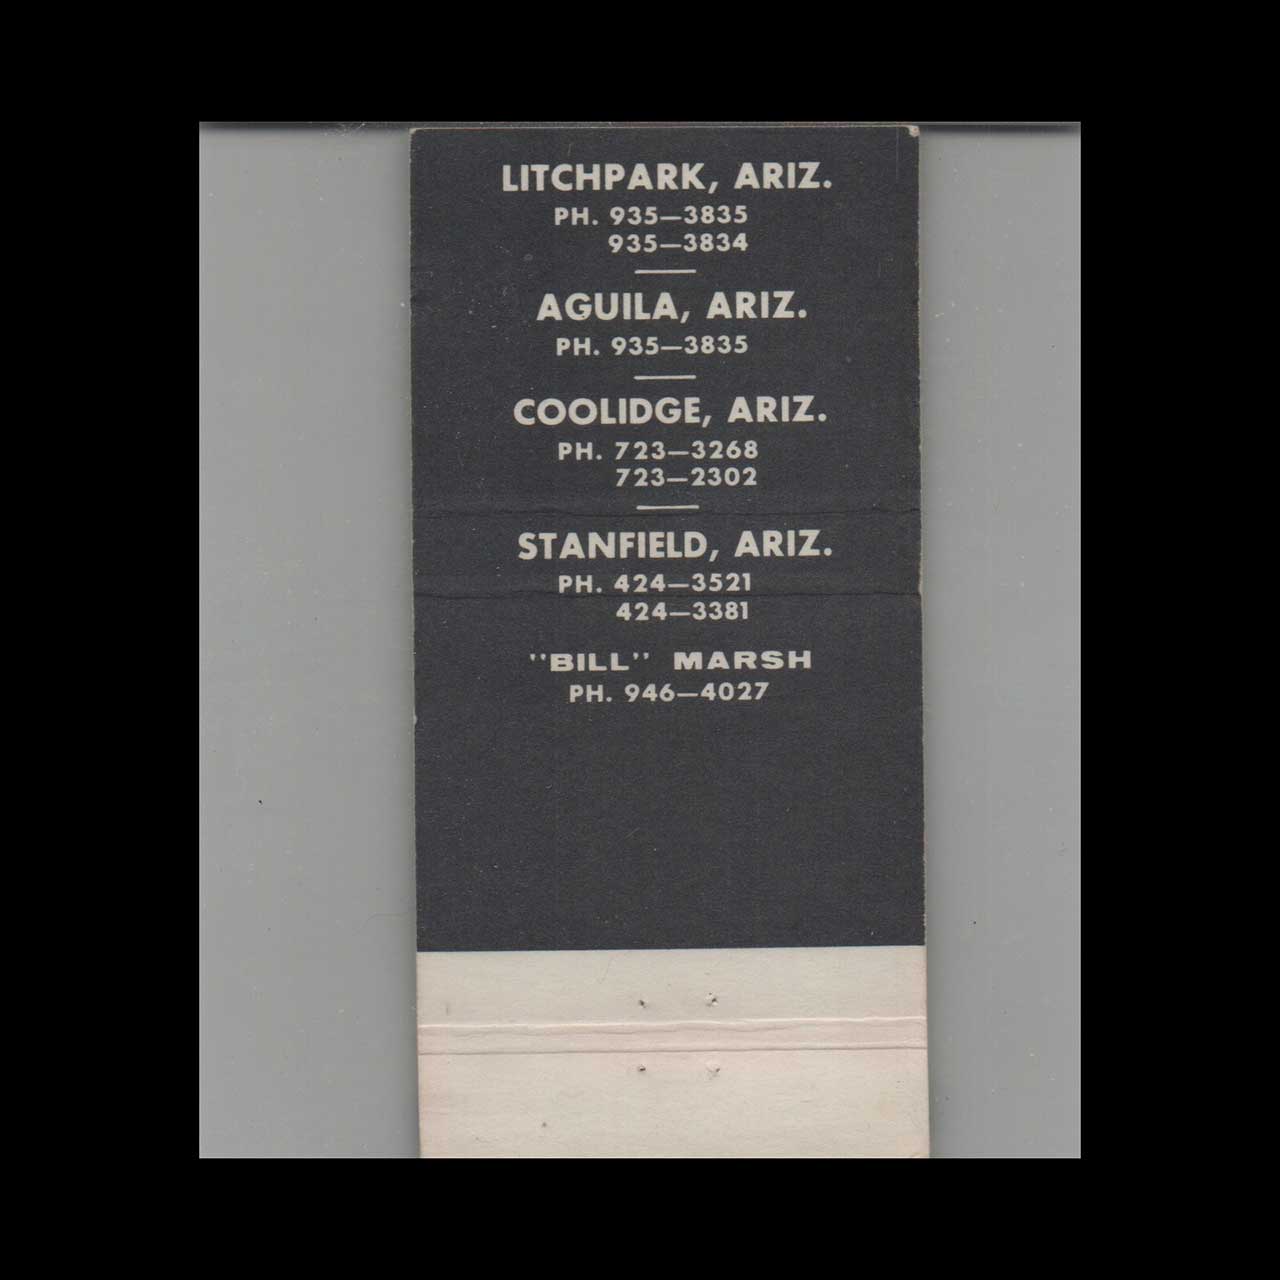 LITCHPARK, ARIZ.
PH. 935—3835
935—3834
AGUILA, ARIZ.
PH. 935—3835
COOLIDGE, ARIZ.
PH. 723—3268
723—2302
STANFIELD, ARIZ.
PH. 424—3521
424—3381
"BILL" MARSH
PH. 946—4027